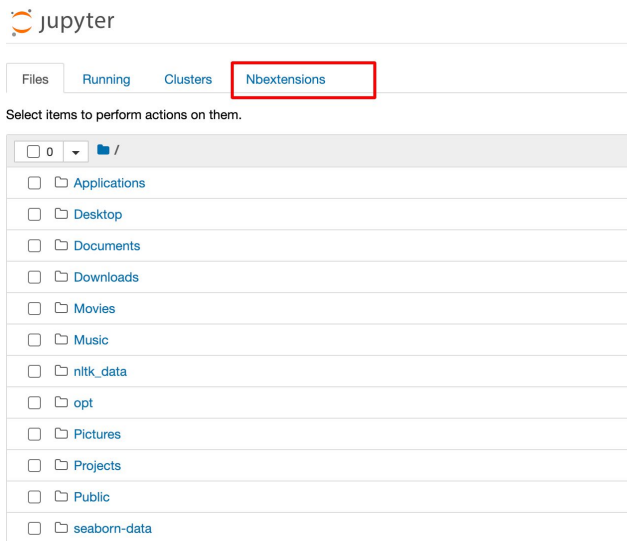 jupyter
Files Running Clusters Nbextensions
Select items to perform actions on them.
0 /
Applications
Desktop
Documents
Downloads
Movies
Music
nltk_data
opt
Pictures
Projects
Public
seaborn-data